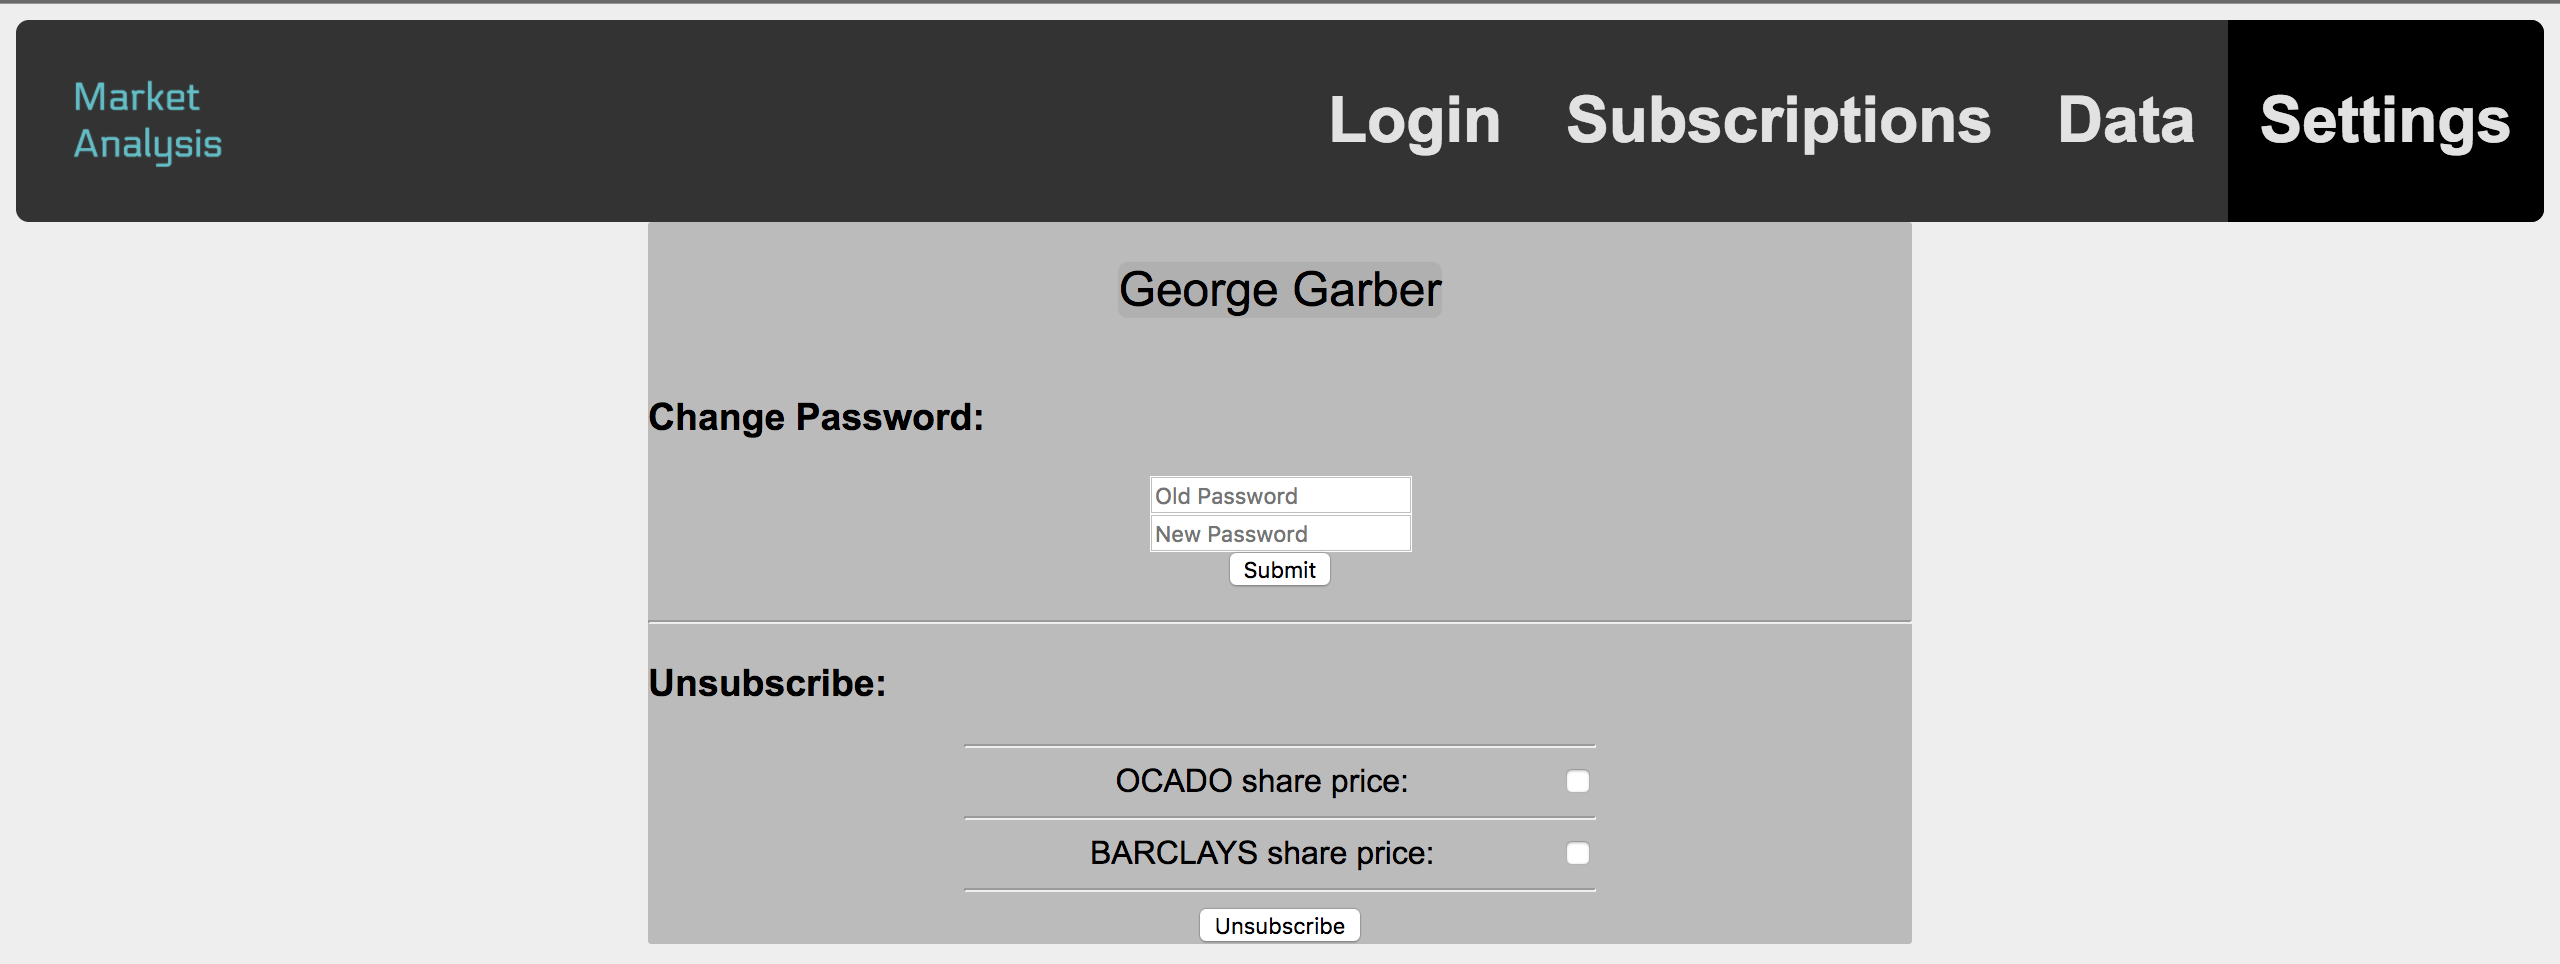 Market
Analysis
Login Subscriptions Data Settings
George Garber
Change Password:
Old Password
New Password
Submit
Unsubscribe:
OCADO share price:
BARCLAYS share price:
Unsubscribe